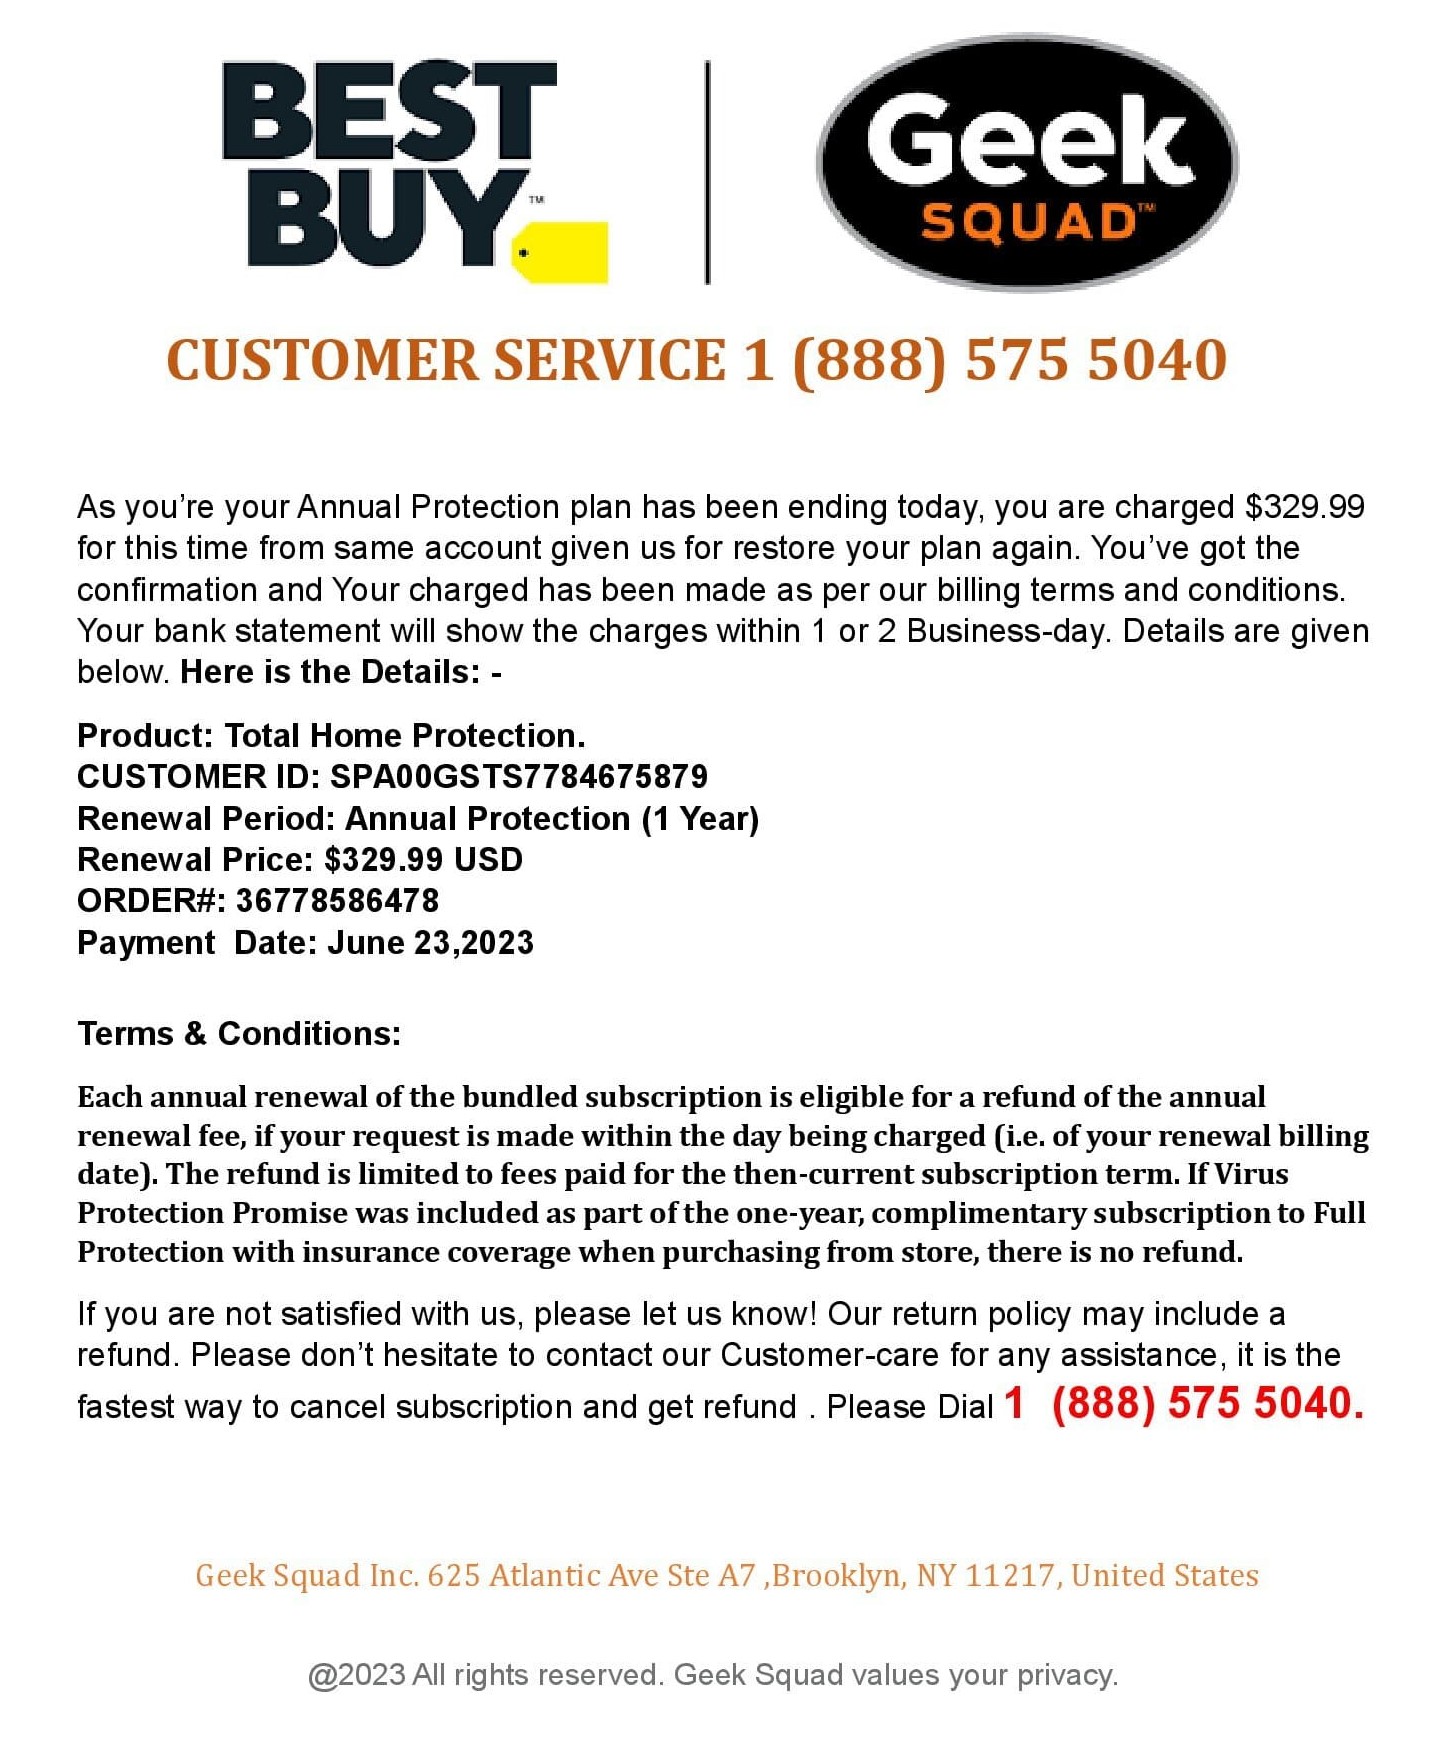 BEST
BUY™
Geek
SQUAD™
CUSTOMER SERVICE 1 (888) 575 5040
As you’re your Annual Protection plan has been ending today, you are charged $329.99
for this time from same account given us for restore your plan again. You’ve got the
confirmation and Your charged has been made as per our billing terms and conditions.
Your bank statement will show the charges within 1 or 2 Business-day. Details are given
below. Here is the Details: -
Product: Total Home Protection.
CUSTOMER ID: SPA00GSTS7784675879
Renewal Period: Annual Protection (1 Year)
Renewal Price: $329.99 USD
ORDER#: 36778586478
Payment  Date: June 23,2023
Terms & Conditions:
Each annual renewal of the bundled subscription is eligible for a refund of the annual
renewal fee, if your request is made within the day being charged (i.e. of your renewal billing
date). The refund is limited to fees paid for the then-current subscription term. If Virus
Protection Promise was included as part of the one-year, complimentary subscription to Full
Protection with insurance coverage when purchasing from store, there is no refund.
If you are not satisfied with us, please let us know! Our return policy may include a
refund. Please don’t hesitate to contact our Customer-care for any assistance, it is the
fastest way to cancel subscription and get refund . Please Dial 1  (888) 575 5040.
Geek Squad Inc. 625 Atlantic Ave Ste A7 ,Brooklyn, NY 11217, United States
@2023 All rights reserved. Geek Squad values your privacy.